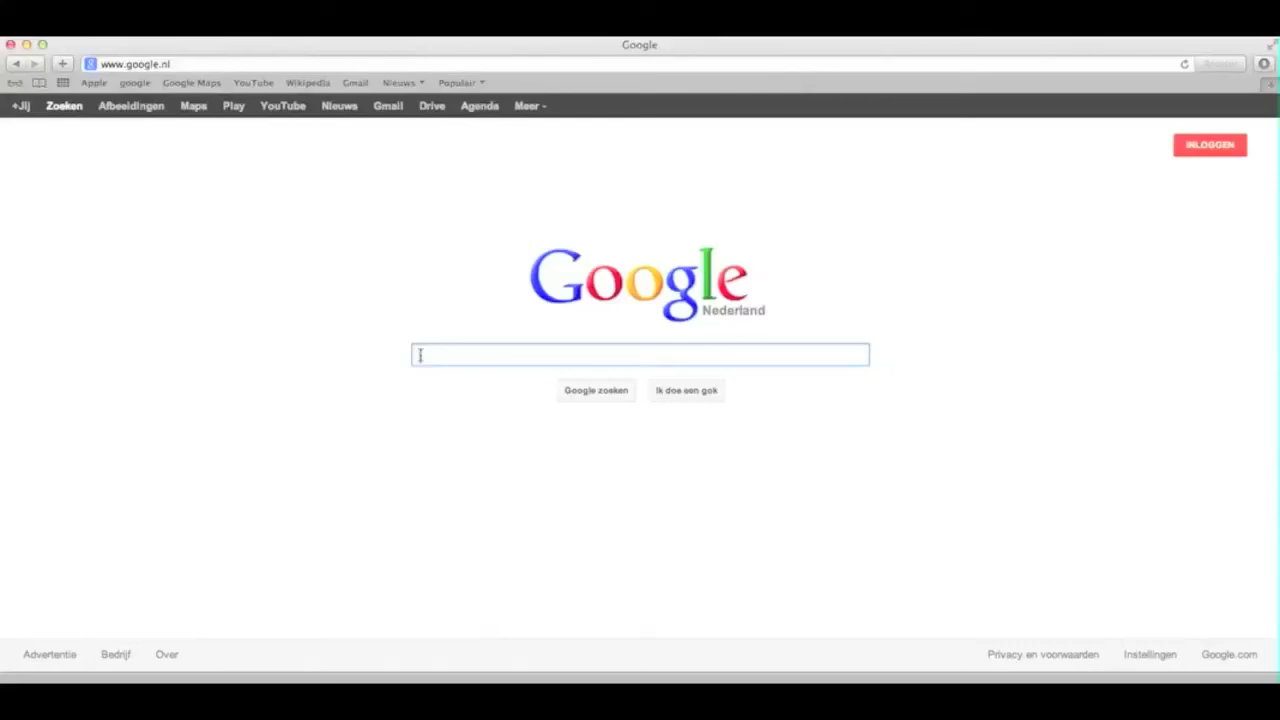 Google
www.google.nl
Apple google Google Maps YouTube Wikipedia Gmail Nieuws Populair
+Jij Zoeken Afbeeldingen Maps Play YouTube Nieuws Gmail Drive Agenda Meer
INLOGGEN
Google
Nederland
Google zoeken Ik doe een gok
Advertentie Bedrijf Over Privacy en voorwaarden Instellingen Google.com